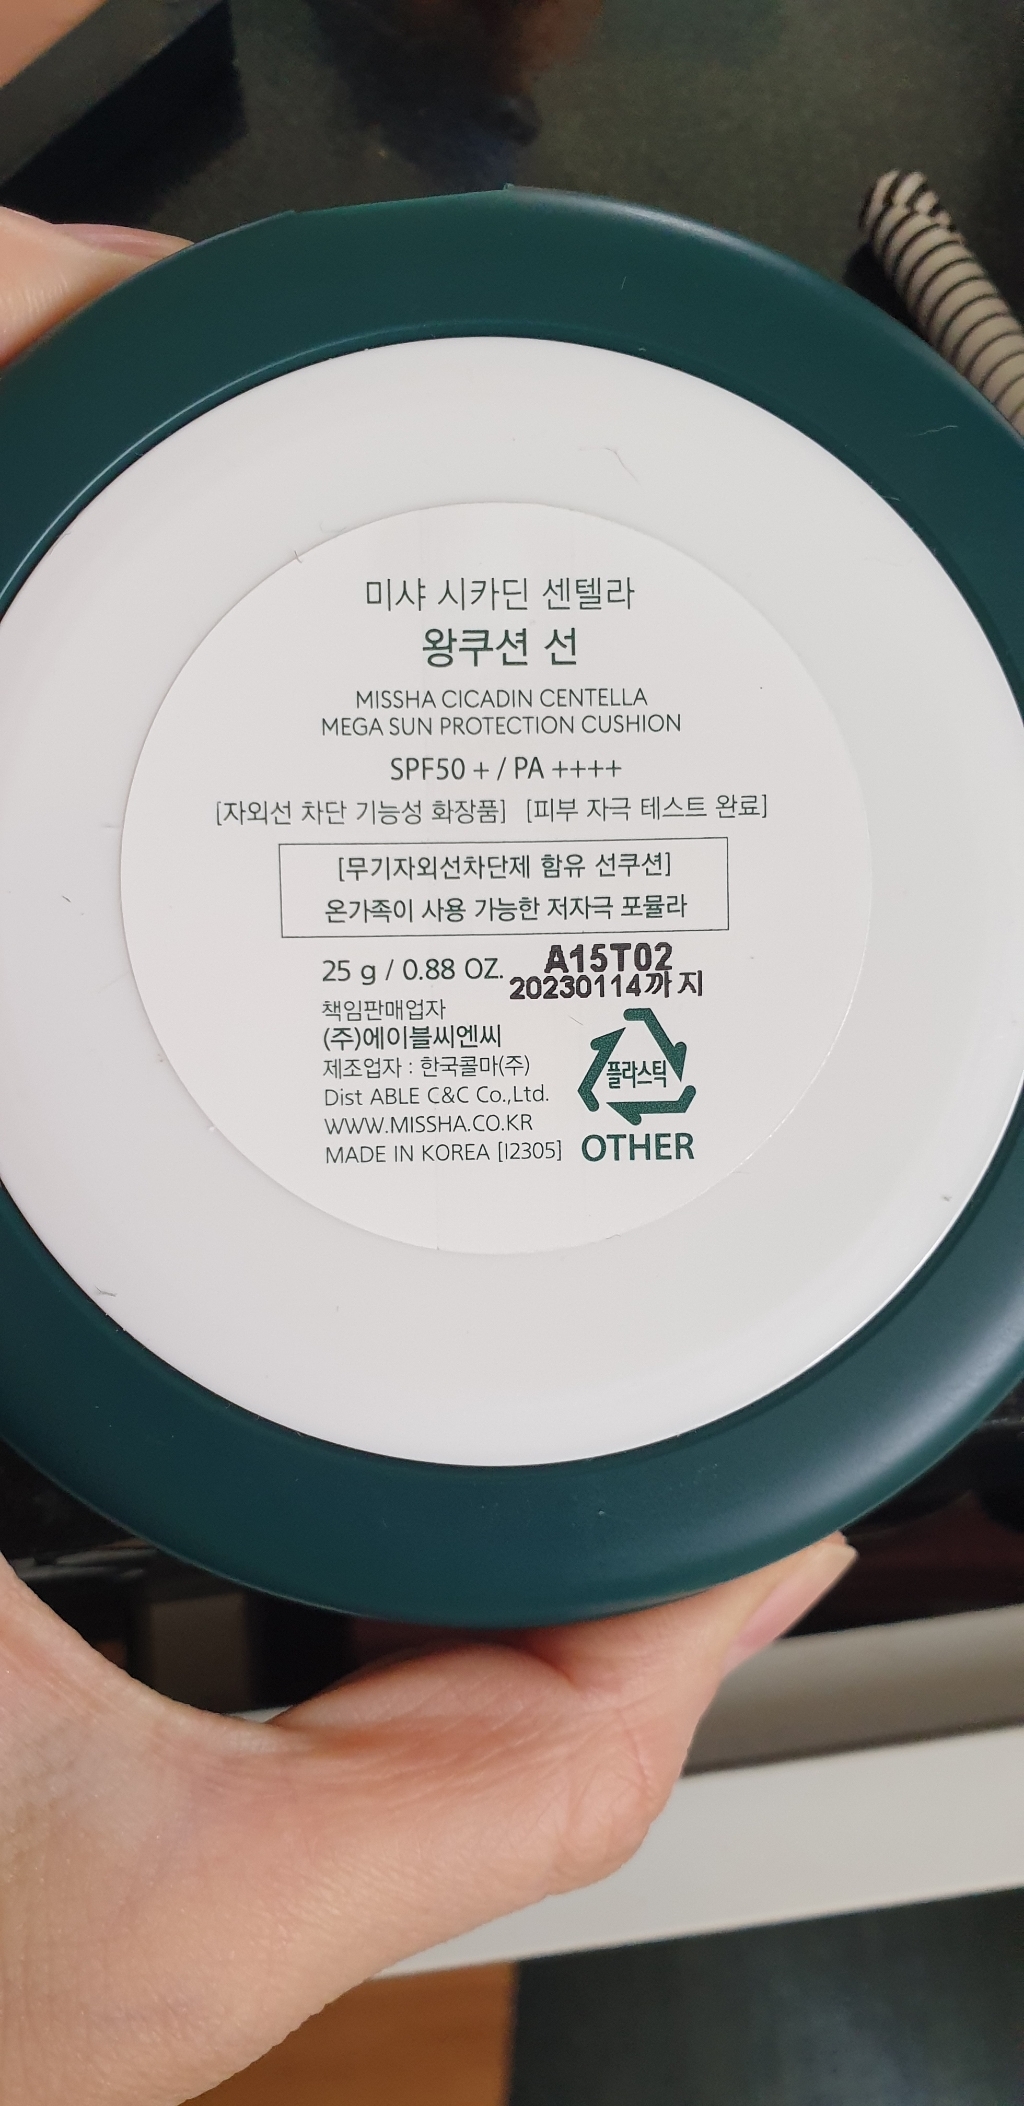 미샤 시카딘 센텔라
왕쿠션 선
MISSHA CICADIN CENTELLA
MEGA SUN PROTECTION CUSHION
SPF50 + / PA ++++
[자외선 차단 기능성 화장품] [피부 자극 테스트 완료]
[무기자외선차단제 함유 선쿠션]
온가족이 사용 가능한 저자극 포뮬라
25 g / 0.88 OZ.
A15T02
20230114까지
책임판매업자
(주)에이블씨엔씨
제조업자 : 한국콜마(주)
Dist ABLE C&C Co.,Ltd.
WWW.MISSHA.CO.KR
MADE IN KOREA [I2305]
플라스틱
OTHER